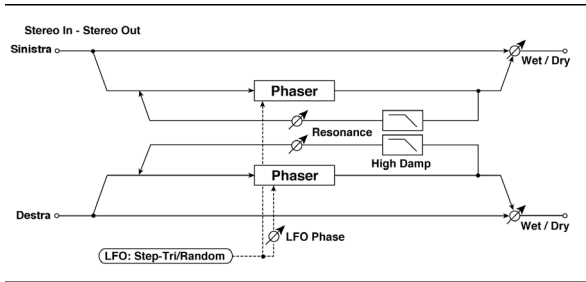 Stereo In - Stereo Out
Sinistra
Wet / Dry
Phaser
Resonance
High Damp
Phaser
Destra
Wet / Dry
LFO Phase
LFO: Step-Tri/Random